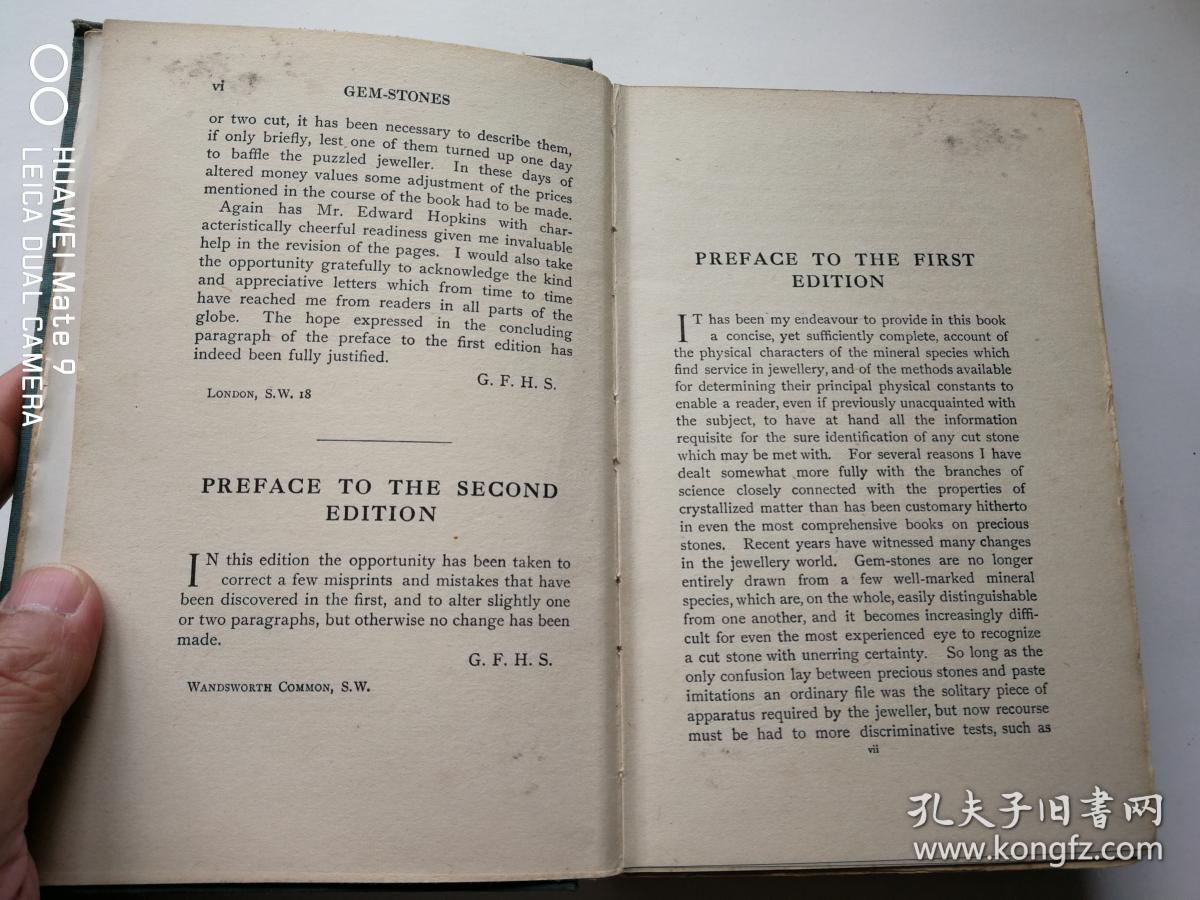 vi
GEM-STONES
or two cut, it has been necessary to describe them,
if only briefly, lest one of them turned up one day
to baffle the puzzled jeweller. In these days of
altered money values some adjustment of the prices
mentioned in the course of the book had to be made.
Again has Mr. Edward Hopkins with char-
acteristically cheerful readiness given me invaluable
help in the revision of the pages. I would also take
the opportunity gratefully to acknowledge the kind
and appreciative letters which from time to time
have reached me from readers in all parts of the
globe. The hope expressed in the concluding
paragraph of the preface to the first edition has
indeed been fully justified.
G. F. H. S.
LONDON, S.W. 18
PREFACE TO THE SECOND
EDITION
IN this edition the opportunity has been taken to
correct a few misprints and mistakes that have
been discovered in the first, and to alter slightly one
or two paragraphs, but otherwise no change has been
made.
G. F. H. S.
WANDSWORTH COMMON, S.W.
PREFACE TO THE FIRST
EDITION
IT has been my endeavour to provide in this book
a concise, yet sufficiently complete, account of
the physical characters of the mineral species which
find service in jewellery, and of the methods available
for determining their principal physical constants to
enable a reader, even if previously unacquainted with
the subject, to have at hand all the information
requisite for the sure identification of any cut stone
which may be met with. For several reasons I have
dealt somewhat more fully with the branches of
science closely connected with the properties of
crystallized matter than has been customary hitherto
in even the most comprehensive books on precious
stones. Recent years have witnessed many changes
in the jewellery world. Gem-stones are no longer
entirely drawn from a few well-marked mineral
species, which are, on the whole, easily distinguishable
from one another, and it becomes increasingly diffi-
cult for even the most experienced eye to recognize
a cut stone with unerring certainty. So long as the
only confusion lay between precious stones and paste
imitations an ordinary file was the solitary piece of
apparatus required by the jeweller, but now recourse
must be had to more discriminative tests, such as
vii
HUAWEI Mate 9
LEICA DUAL CAMERA
孔夫子旧书网
www.kongfz.com